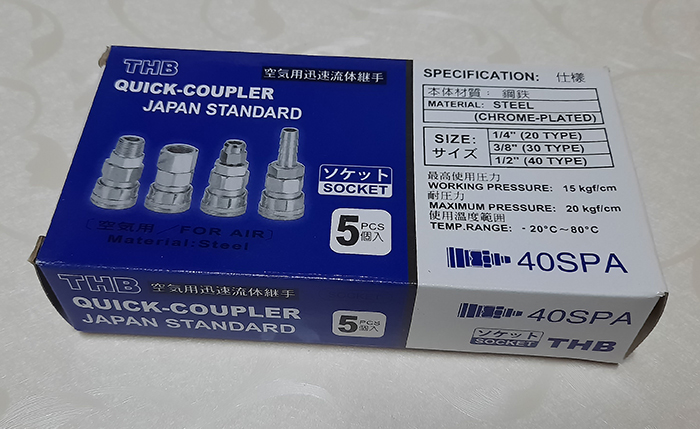 THB
空気用迅速流体継手
QUICK-COUPLER
JAPAN STANDARD
ソケット
SOCKET
[空気用/FOR AIR]
Material:Steel
5 PCS
個入
SPECIFICATION: 仕樣
本体材質: 鋼鉄
MATERIAL: STEEL
(CHROME-PLATED)
SIZE:
サイズ
1/4" (20 TYPE)
3/8" (30 TYPE)
1/2" (40 TYPE)
最高使用圧力
WORKING PRESSURE: 15 kgf/cm
耐圧力
MAXIMUM PRESSURE: 20 kgf/cm
使用溫度範囲
TEMP.RANGE: - 20°C~80°C
40SPA
THB
空気用迅速流体継手
QUICK-COUPLER
JAPAN STANDARD
5 PCS
個入
40SPA
ソケット
SOCKET
THB